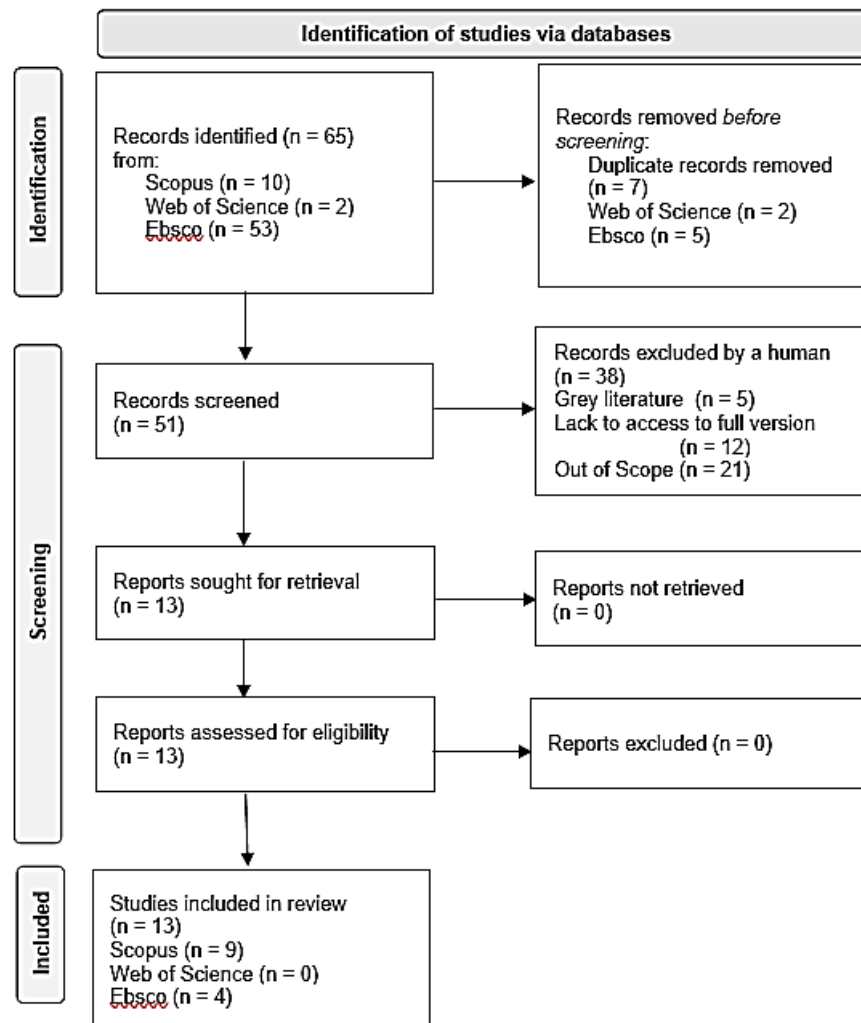 Identification of studies via databases
Identification
Records identified (n = 65)
from:
Scopus (n = 10)
Web of Science (n = 2)
Ebsco (n = 53)
Records removed before
screening:
Duplicate records removed
(n = 7)
Web of Science (n = 2)
Ebsco (n = 5)
Screening
Records screened
(n = 51)
Records excluded by a human
(n = 38)
Grey literature (n = 5)
Lack to access to full version
(n = 12)
Out of Scope (n = 21)
Reports sought for retrieval
(n = 13)
Reports not retrieved
(n = 0)
Reports assessed for eligibility
(n = 13)
Reports excluded (n = 0)
Included
Studies included in review
(n = 13)
Scopus (n = 9)
Web of Science (n = 0)
Ebsco (n = 4)